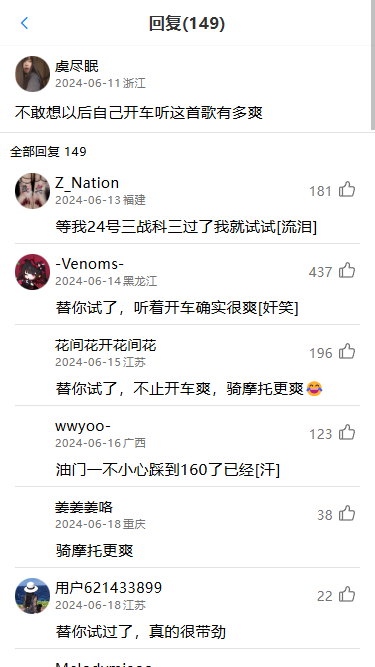 回复(149)
虞尽眠
2024-06-11 浙江
不敢想以后自己开车听这首歌有多爽
全部回复 149
Z_Nation
2024-06-13 福建
181
等我24号三战科三过了我就试试[流泪]
-Venoms-
2024-06-14 黑龙江
437
替你试了，听着开车确实很爽[奸笑]
花间花开花间花
2024-06-15 江苏
196
替你试了，不止开车爽，骑摩托更爽😂
wwyoo-
2024-06-16 广西
123
油门一不小心踩到160了已经[汗]
姜姜姜咯
2024-06-18 重庆
38
骑摩托更爽
用户621433899
2024-06-18 江苏
22
替你试过了，真的很带劲